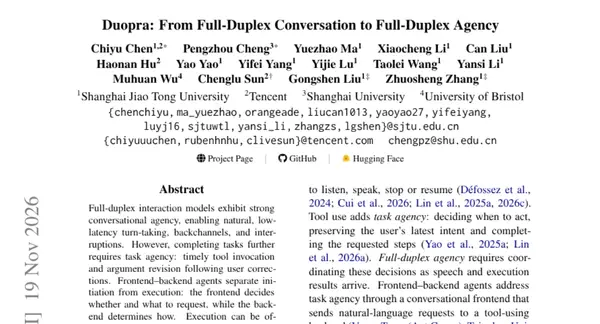 Duopra: From Full-Duplex Conversation to Full-Duplex Agency
Chiyu Chen1,2* Pengzhou Cheng3* Yuezhao Ma1 Xiaocheng Li1 Can Liu1
Haonan Hu2 Yao Yao1 Yifei Yang1 Yijie Lu1 Taolei Wang1 Yansi Li1
Muhuan Wu4 Chenglu Sun2† Gongshen Liu1‡ Zhuosheng Zhang1‡
1Shanghai Jiao Tong University 2Tencent 3Shanghai University 4University of Bristol
{chenchiyu, ma_yuezhao, orangeade, liucan1013, yaoyao27, yifeiyang,
luyj16, sjtuwtl, yansi_li, zhangzs, lgshen}@sjtu.edu.cn
{chiyuuuchen, rubenhnhu, clivesun}@tencent.com chengpz@shu.edu.cn
Project Page | GitHub | Hugging Face
Abstract
Full-duplex interaction models exhibit strong
conversational agency, enabling natural, low-
latency turn-taking, backchannels, and inter-
ruptions. However, completing tasks further
requires task agency: timely tool invocation
and argument revision following user correc-
tions. Frontend–backend agents separate ini-
tiation from execution: the frontend decides
whether and what to request, while the back-
end determines how. Execution can be of-
to listen, speak, stop or resume (Défossez et al.,
2024; Cui et al., 2026; Lin et al., 2025a, 2026c).
Tool use adds task agency: deciding when to act,
preserving the user's latest intent and complet-
ing the requested steps (Yao et al., 2025a; Lin
et al., 2026a). Full-duplex agency requires coor-
dinating these decisions as speech and execution
results arrive. Frontend–backend agents address
task agency through a conversational frontend that
sends natural-language requests to a tool-using
19 Nov 2026